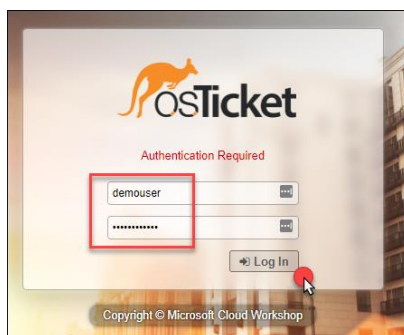 osTicket
Authentication Required
demouser
••••••••••••
Log In
Copyright © Microsoft Cloud Workshop